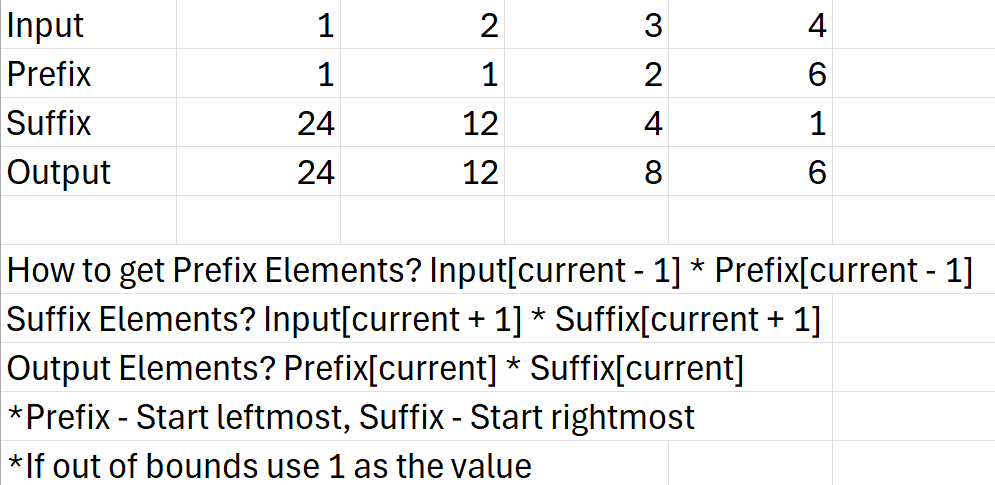 Input 1 2 3 4
Prefix 1 1 2 6
Suffix 24 12 4 1
Output 24 12 8 6
How to get Prefix Elements? Input[current - 1] * Prefix[current - 1]
Suffix Elements? Input[current + 1] * Suffix[current + 1]
Output Elements? Prefix[current] * Suffix[current]
*Prefix - Start leftmost, Suffix - Start rightmost
*If out of bounds use 1 as the value